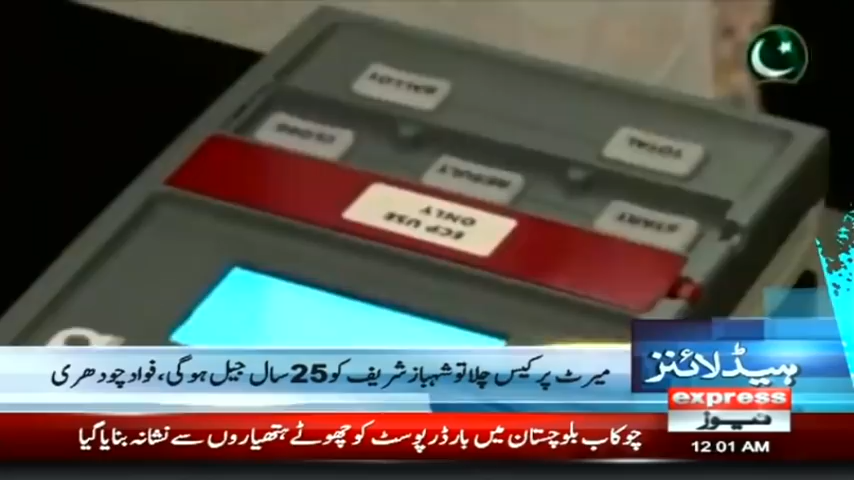 BALLOT
CLOSE
TOTAL
RESULT
START
ECP USE
ONLY
میرٹ پر کیس چلا تو شہباز شریف کو 25 سال جیل ہوگی، فواد چودھری
ہیڈلائنز
express
نیوز
چوکاب بلوچستان میں بارڈر پوسٹ کو چھوٹے ہتھیاروں سے نشانہ بنایا گیا
12:01 AM